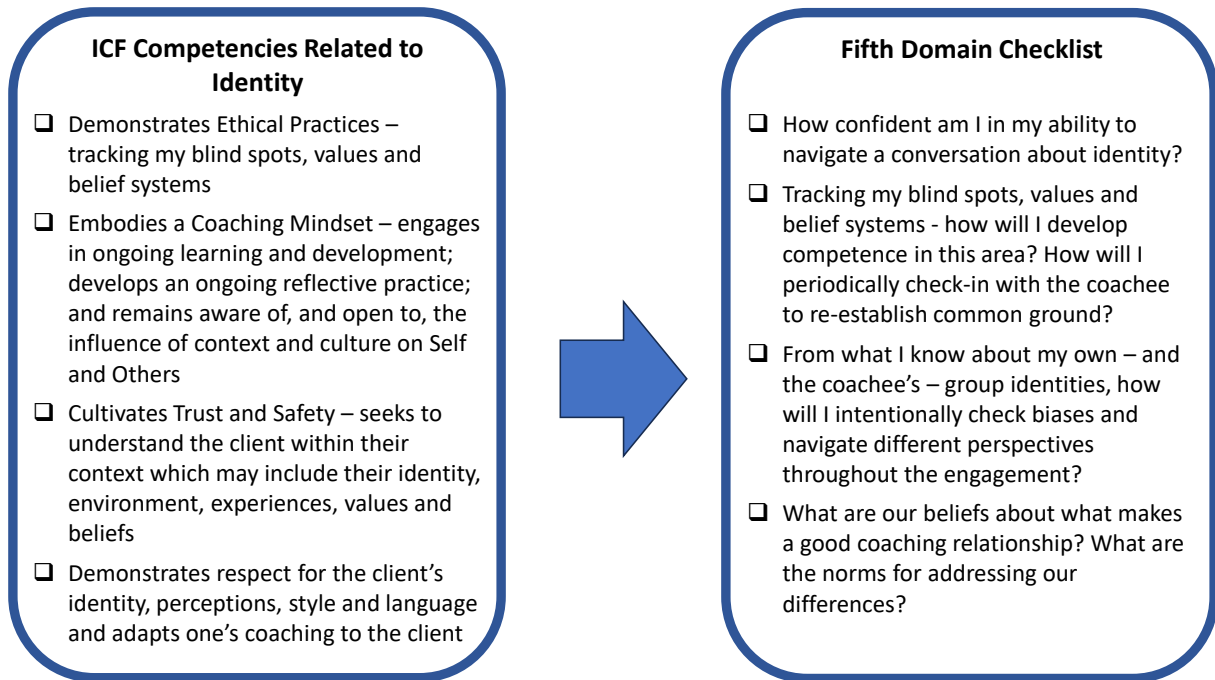 ICF Competencies Related to
Identity
❑ Demonstrates Ethical Practices –
tracking my blind spots, values and
belief systems
❑ Embodies a Coaching Mindset – engages
in ongoing learning and development;
develops an ongoing reflective practice;
and remains aware of, and open to, the
influence of context and culture on Self
and Others
❑ Cultivates Trust and Safety – seeks to
understand the client within their
context which may include their identity,
environment, experiences, values and
beliefs
❑ Demonstrates respect for the client’s
identity, perceptions, style and language
and adapts one’s coaching to the client
Fifth Domain Checklist
❑ How confident am I in my ability to
navigate a conversation about identity?
❑ Tracking my blind spots, values and
belief systems - how will I develop
competence in this area? How will I
periodically check-in with the coachee
to re-establish common ground?
❑ From what I know about my own – and
the coachee’s – group identities, how
will I intentionally check biases and
navigate different perspectives
throughout the engagement?
❑ What are our beliefs about what makes
a good coaching relationship? What are
the norms for addressing our
differences?